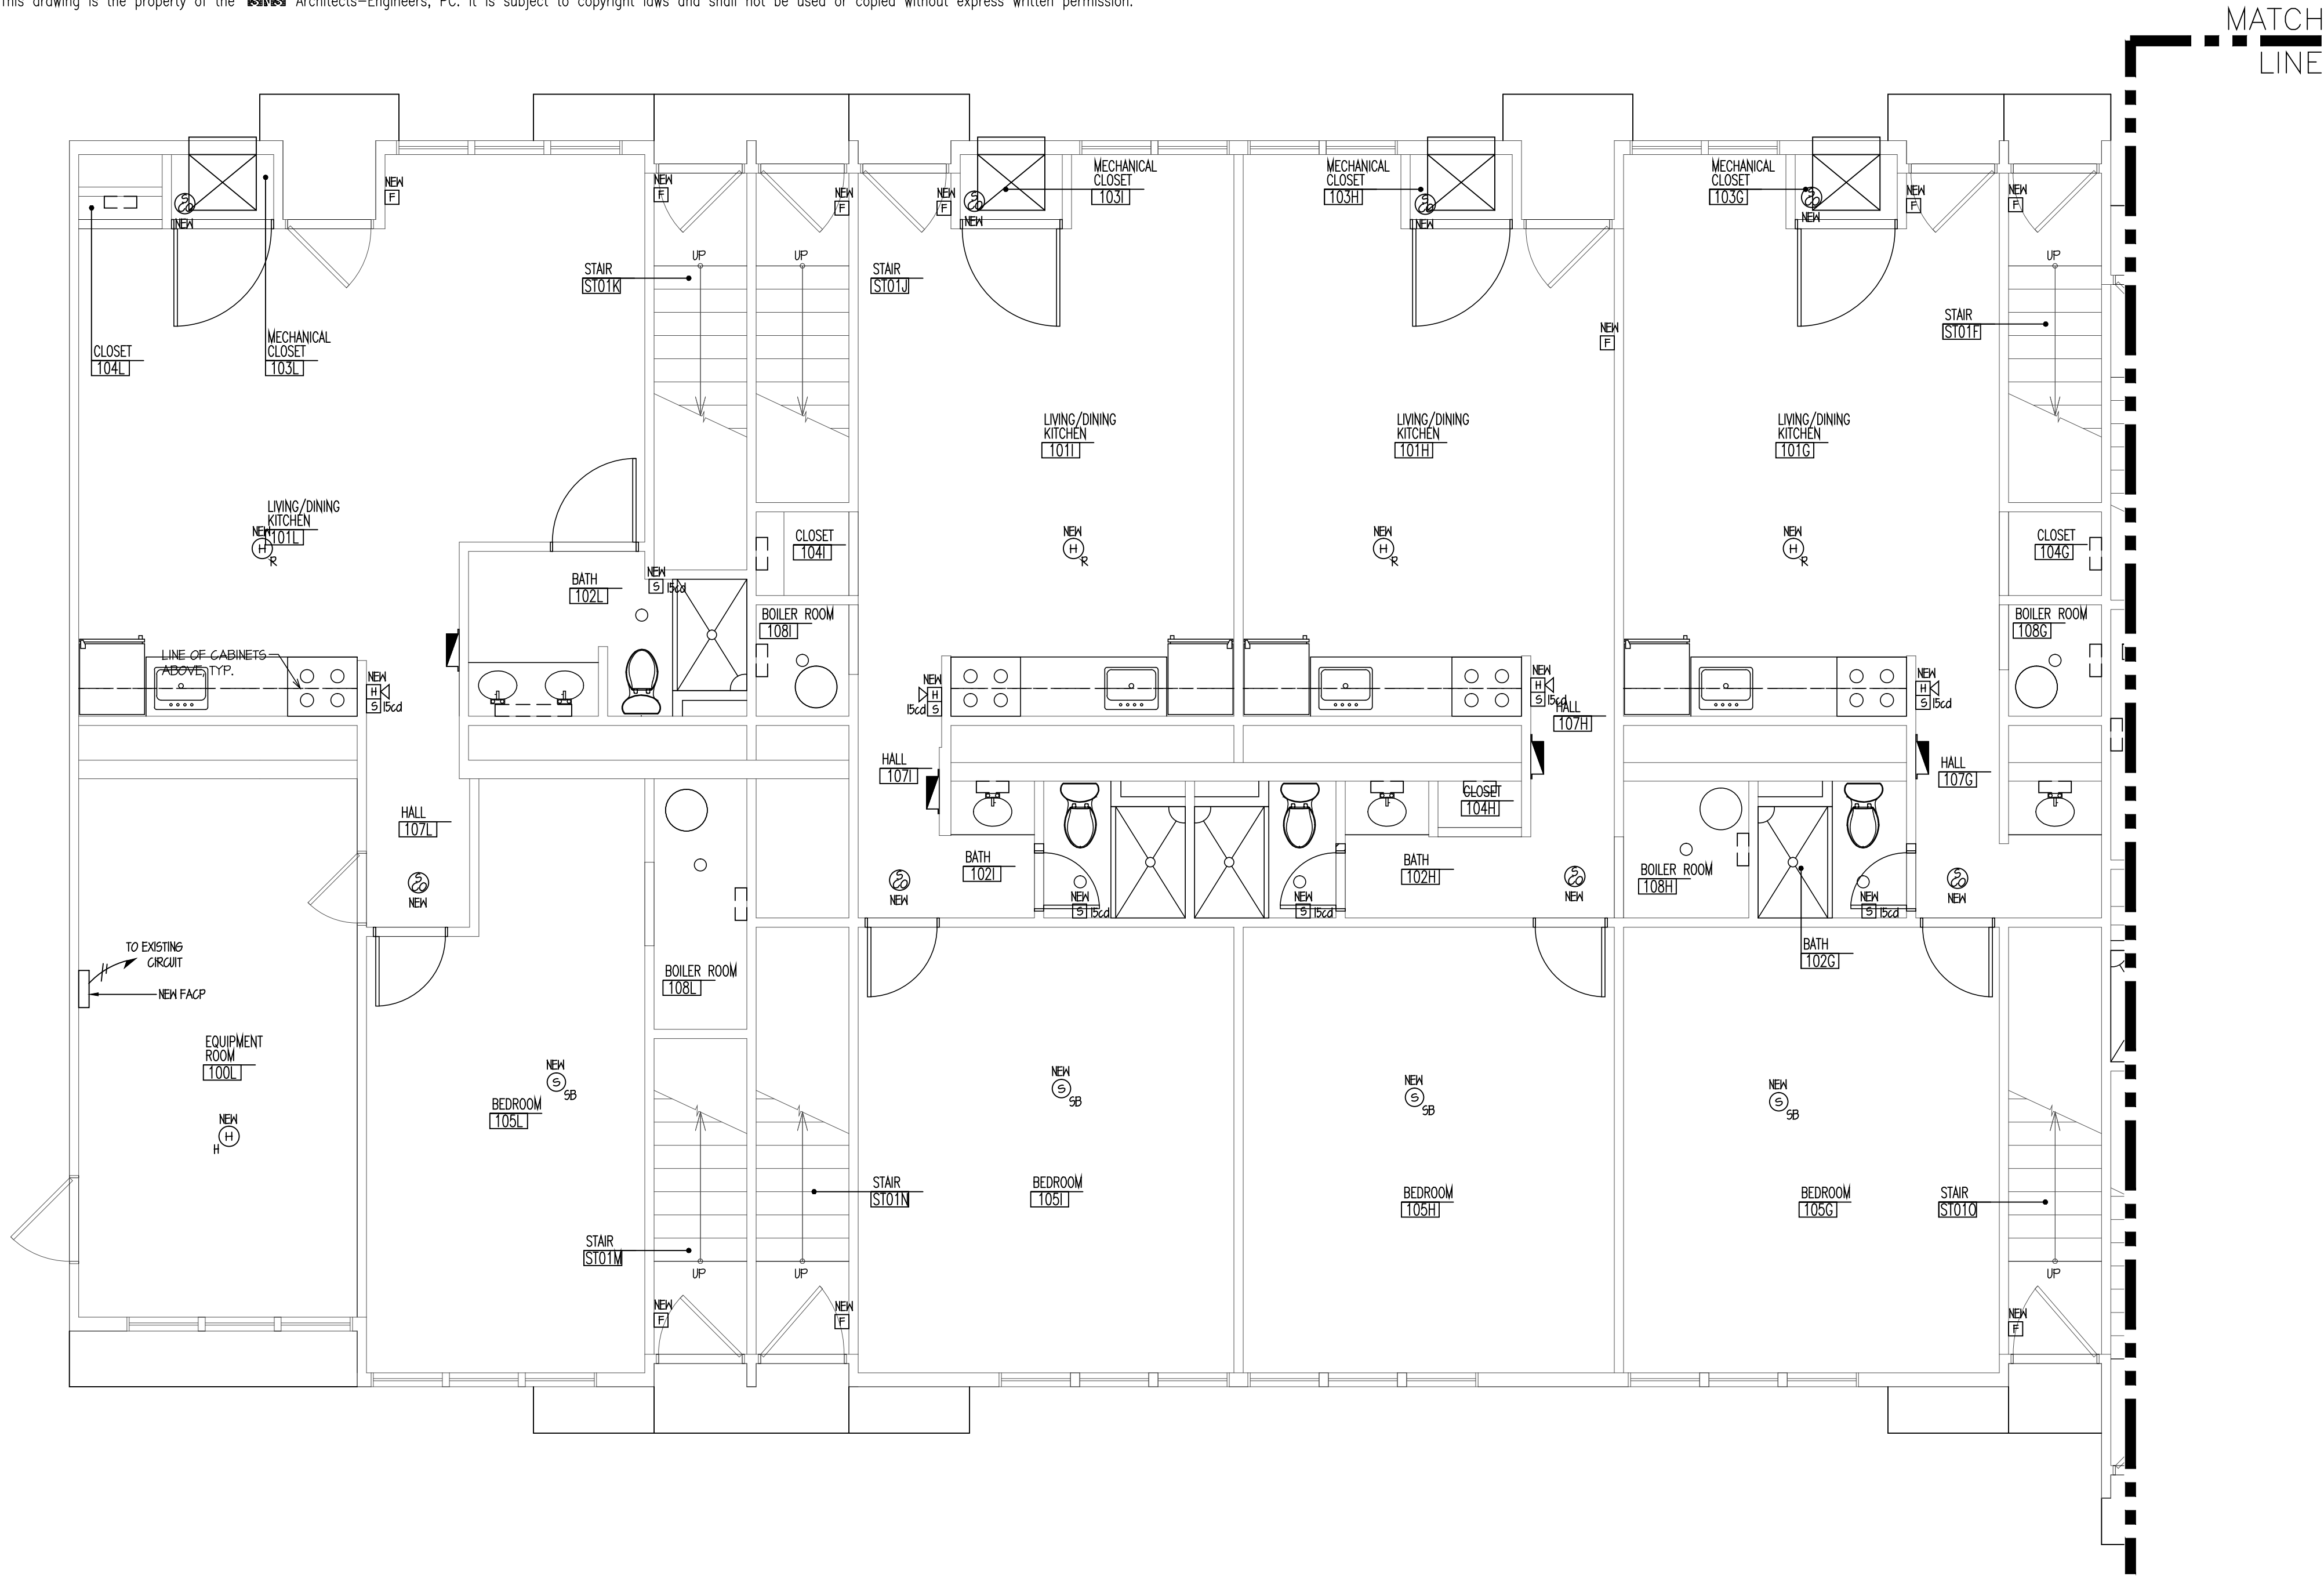 This drawing is the property of the SMS Architects-Engineers, PC. It is subject to copyright laws and shall not be used or copied without express written permission.
MATCH
LINE
NEW
F
NEW
MECHANICAL
CLOSET
103L
CLOSET
104L
NEW
F
STAIR
ST01K
UP
UP
NEW
F
STAIR
ST01J
NEW
F
NEW
MECHANICAL
CLOSET
103I
MECHANICAL
CLOSET
103H
NEW
NEW
F
MECHANICAL
CLOSET
103G
NEW
NEW
F
NEW
F
UP
STAIR
ST01F
LIVING/DINING
KITCHEN
101L
NEW
H
R
LIVING/DINING
KITCHEN
101I
NEW
H
R
LIVING/DINING
KITCHEN
101H
NEW
H
R
LIVING/DINING
KITCHEN
101G
NEW
H
R
BATH
102L
NEW
S 15cd
CLOSET
104I
BOILER ROOM
108I
CLOSET
104G
BOILER ROOM
108G
LINE OF CABINETS
ABOVE, TYP.
NEW
H
S 15cd
NEW
H
15cd S
NEW
H
S 15cd
HALL
107H
NEW
H
S 15cd
HALL
107L
NEW
HALL
107I
NEW
BATH
102I
NEW
S 15cd
NEW
S 15cd
BATH
102H
CLOSET
104H
NEW
BOILER ROOM
108H
BATH
102G
NEW
S 15cd
HALL
107G
NEW
TO EXISTING
CIRCUIT
NEW FACP
BOILER ROOM
108L
EQUIPMENT
ROOM
100L
NEW
H
H
NEW
S
SB
BEDROOM
105L
NEW
S
SB
BEDROOM
105I
NEW
S
SB
BEDROOM
105H
NEW
S
SB
BEDROOM
105G
STAIR
ST01M
STAIR
ST01N
STAIR
ST01O
UP
UP
UP
NEW
F
NEW
F
NEW
F